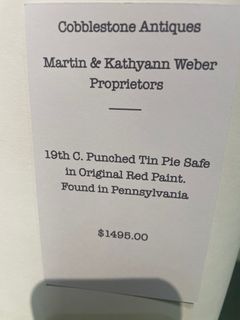 Cobblestone Antiques
Martin & Kathyann Weber
Proprietors
19th C. Punched Tin Pie Safe
in Original Red Paint.
Found in Pennsylvania
$1495.00